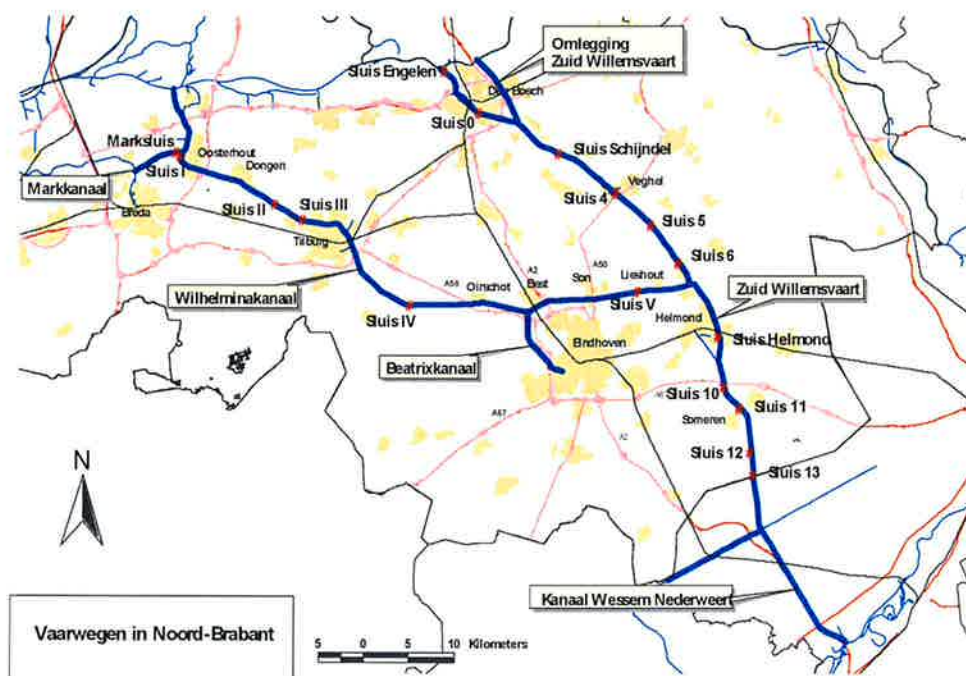 Omlegging
Zuid Willemsvaart
Sluis Engelen
Den Bosch
Sluis 0
Marksluis
Oosterhout
Sluis I
Dongen
Sluis Schijndel
Markkanaal
Veghel
Sluis 4
Breda
Sluis II
Sluis III
Sluis 5
Tilburg
Sluis 6
A2
A50
Son
Lieshout
A58
Best
Oirschot
Zuid Willemsvaart
Wilhelminakanaal
Sluis V
Sluis IV
Helmond
Eindhoven
Sluis Helmond
Beatrixkanaal
Sluis 10
Sluis 11
A67
Someren
A2
Sluis 12
Sluis 13
N
Kanaal Wessem Nederweert
Vaarwegen in Noord-Brabant
5 0 5 10 Kilometers